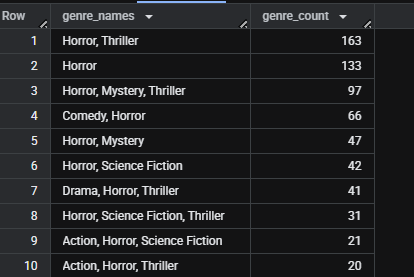 Row genre_names genre_count
1 Horror, Thriller 163
2 Horror 133
3 Horror, Mystery, Thriller 97
4 Comedy, Horror 66
5 Horror, Mystery 47
6 Horror, Science Fiction 42
7 Drama, Horror, Thriller 41
8 Horror, Science Fiction, Thriller 31
9 Action, Horror, Science Fiction 21
10 Action, Horror, Thriller 20